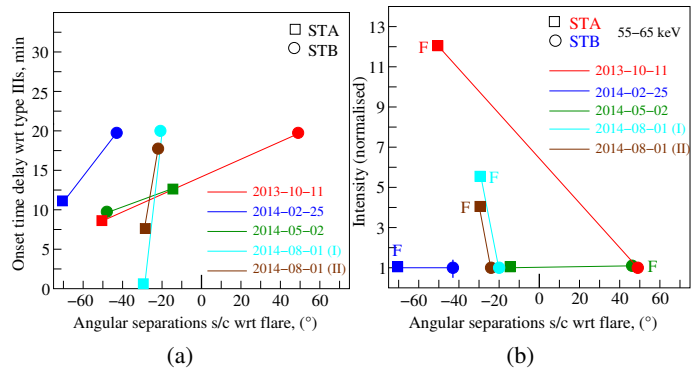 Onset time delay wrt type IIIs, min
30
25
20
15
10
5
0
STA
STB
2013−10−11
2014−02−25
2014−05−02
2014−08−01 (I)
2014−08−01 (II)
−60 −40 −20 0 20 40 60
Angular separations s/c wrt flare, (°)
(a)
Intensity (normalised)
13
11
9
7
5
3
1
STA
STB
55−65 keV
2013−10−11
2014−02−25
2014−05−02
2014−08−01 (I)
2014−08−01 (II)
F
F
F
F
F
−60 −40 −20 0 20 40 60
Angular separations s/c wrt flare, (°)
(b)